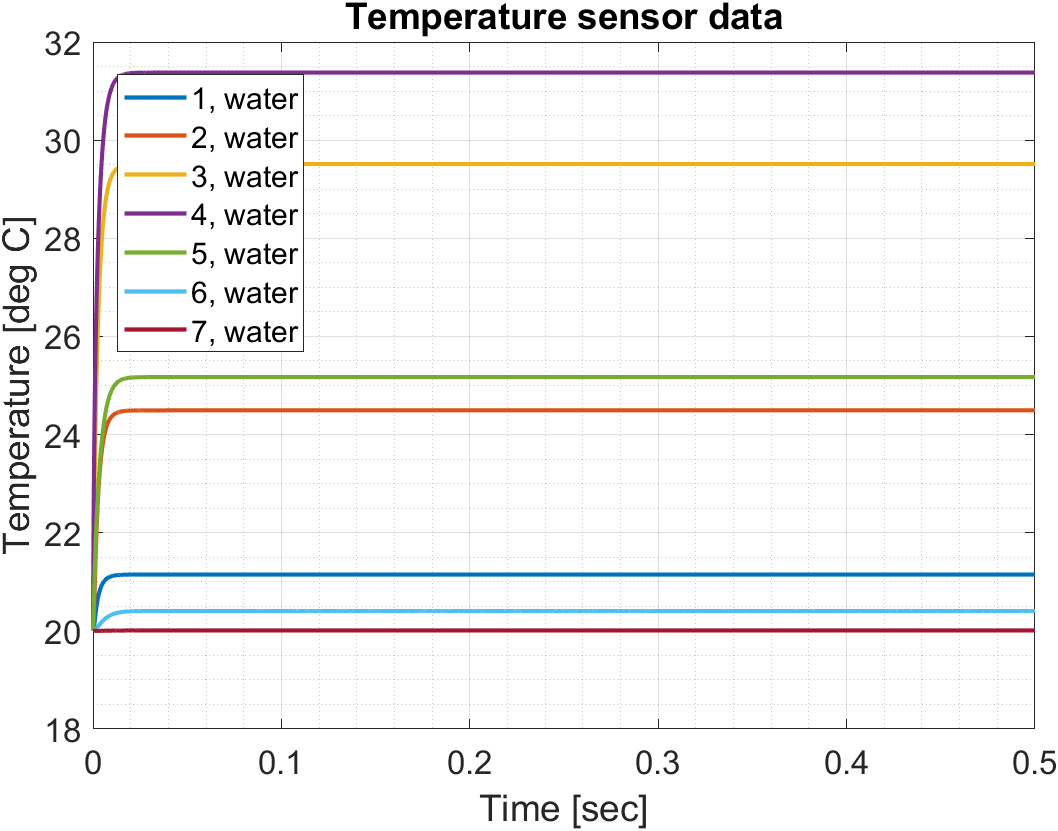 Temperature sensor data
32
30
28
26
24
22
20
18
Temperature [deg C]
1, water
2, water
3, water
4, water
5, water
6, water
7, water
0
0.1
0.2
0.3
0.4
0.5
Time [sec]